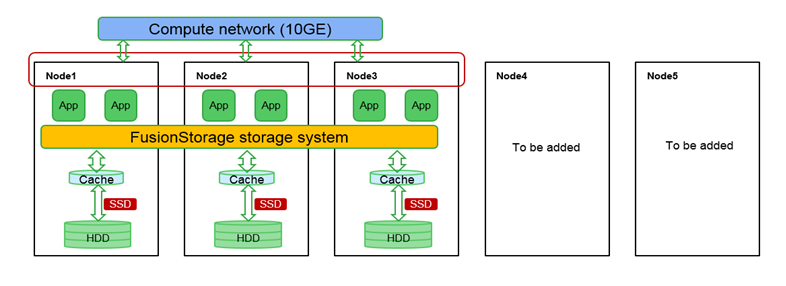 Compute network (10GE)
Node1
Node2
Node3
Node4
Node5
App
App
App
App
App
App
FusionStorage storage system
To be added
To be added
Cache
Cache
Cache
SSD
SSD
SSD
HDD
HDD
HDD